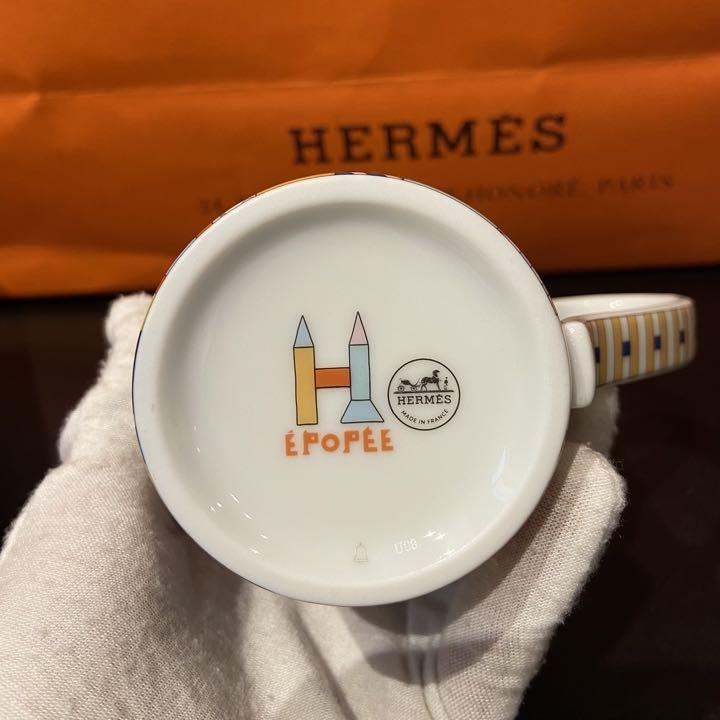 HERMÈS
HONORÉ, PARIS
H
ÉPOPÉE
HERMÈS
MADE IN FRANCE